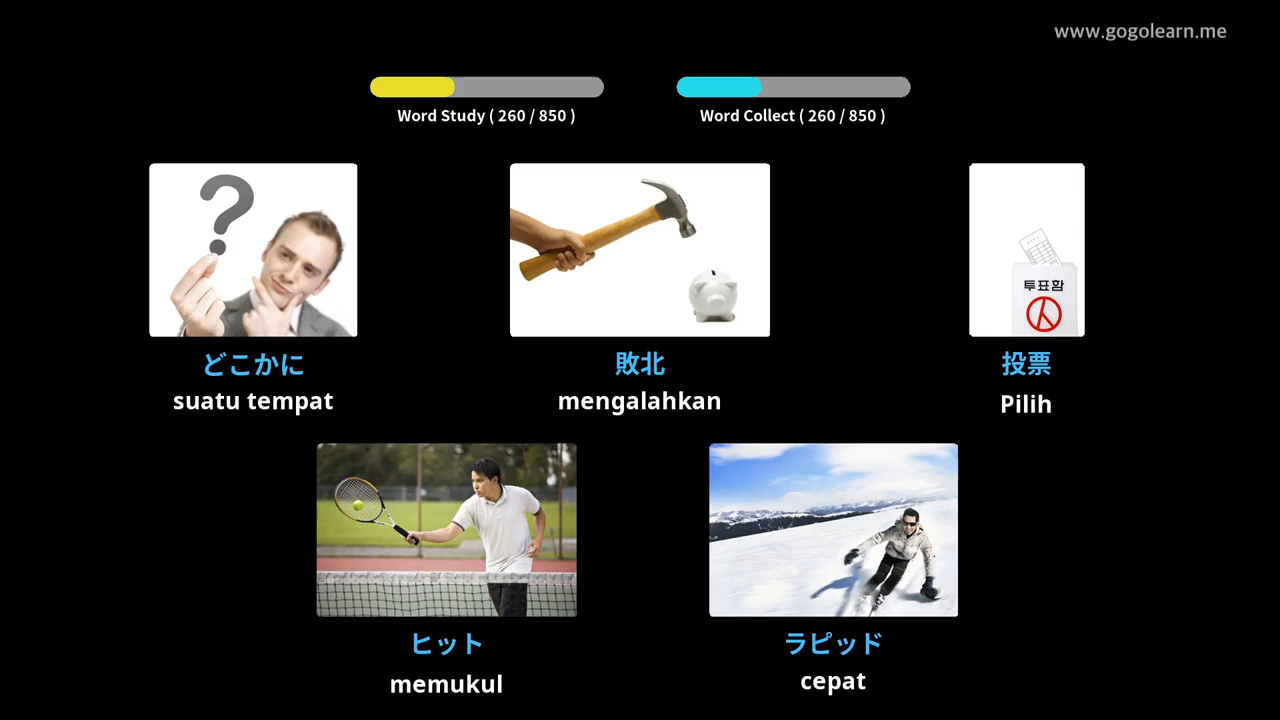 www.gogolearn.me
Word Study ( 260 / 850 )
Word Collect ( 260 / 850 )
투표함
どこかに
suatu tempat
敗北
mengalahkan
投票
Pilih
ヒット
memukul
ラピッド
cepat